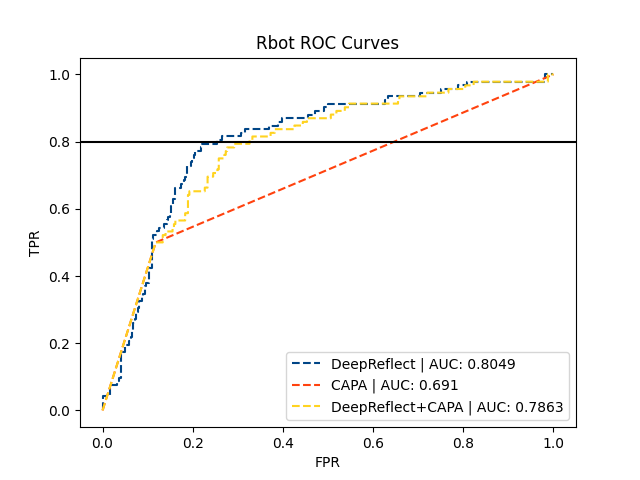 Rbot ROC Curves
1.0
0.8
0.6
0.4
0.2
0.0
TPR
DeepReflect | AUC: 0.8049
CAPA | AUC: 0.691
DeepReflect+CAPA | AUC: 0.7863
0.0 0.2 0.4 0.6 0.8 1.0
FPR